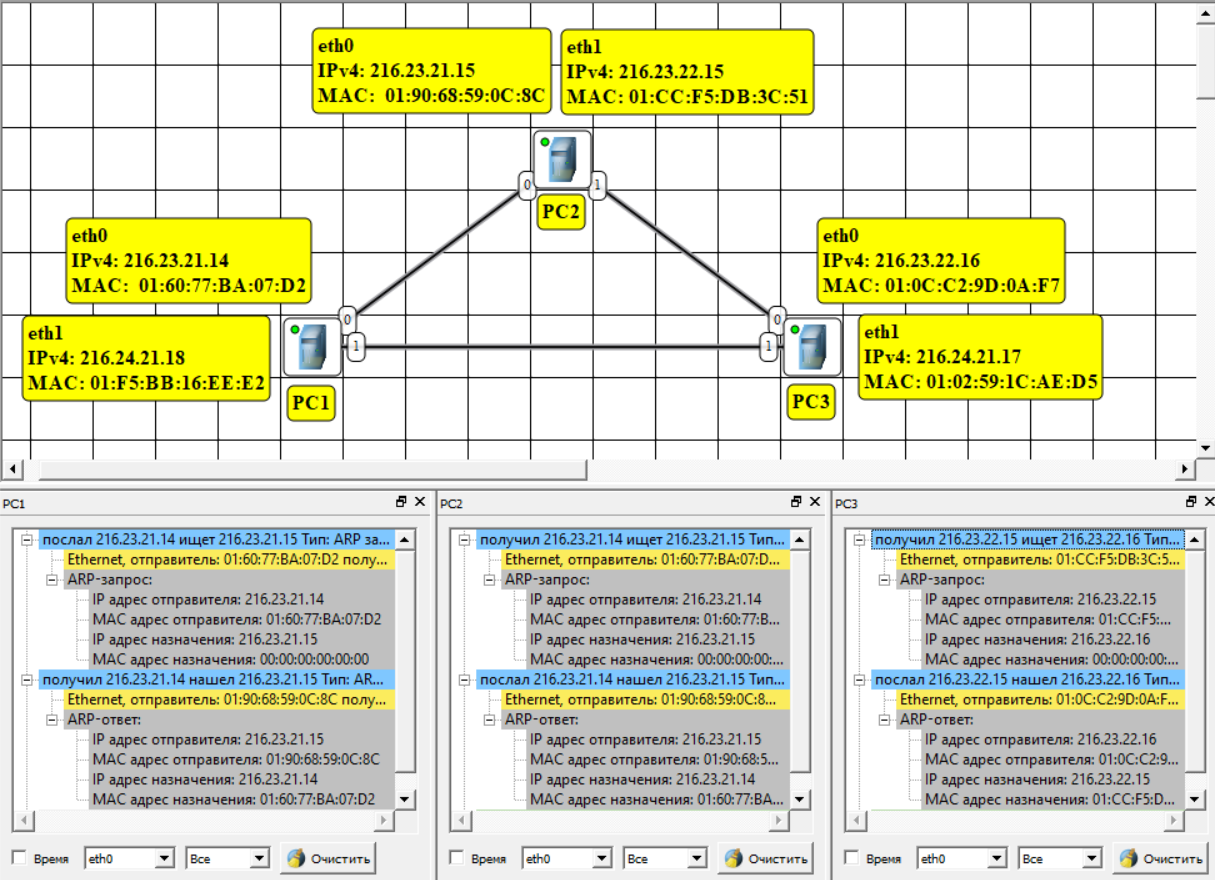 eth0
IPv4: 216.23.21.15
MAC: 01:90:68:59:0C:8C
eth1
IPv4: 216.23.22.15
MAC: 01:CC:F5:DB:3C:51
0
1
PC2
eth0
IPv4: 216.23.21.14
MAC: 01:60:77:BA:07:D2
eth0
IPv4: 216.23.22.16
MAC: 01:0C:C2:9D:0A:F7
eth1
IPv4: 216.24.21.18
MAC: 01:F5:BB:16:EE:E2
0
1
PC1
0
1
PC3
eth1
IPv4: 216.24.21.17
MAC: 01:02:59:1C:AE:D5
PC1
послал 216.23.21.14 ищет 216.23.21.15 Тип: ARP за...
Ethernet, отправитель: 01:60:77:BA:07:D2 полу...
ARP-запрос:
IP адрес отправителя: 216.23.21.14
MAC адрес отправителя: 01:60:77:BA:07:D2
IP адрес назначения: 216.23.21.15
MAC адрес назначения: 00:00:00:00:00:00
получил 216.23.21.14 нашел 216.23.21.15 Тип: AR...
Ethernet, отправитель: 01:90:68:59:0C:8C полу...
ARP-ответ:
IP адрес отправителя: 216.23.21.15
MAC адрес отправителя: 01:90:68:59:0C:8C
IP адрес назначения: 216.23.21.14
MAC адрес назначения: 01:60:77:BA:07:D2
Время
eth0
Все
Очистить
PC2
получил 216.23.21.14 ищет 216.23.21.15 Тип...
Ethernet, отправитель: 01:60:77:BA:07:D...
ARP-запрос:
IP адрес отправителя: 216.23.21.14
MAC адрес отправителя: 01:60:77:B...
IP адрес назначения: 216.23.21.15
MAC адрес назначения: 00:00:00:00:...
послал 216.23.21.14 нашел 216.23.21.15 Тип...
Ethernet, отправитель: 01:90:68:59:0C:8...
ARP-ответ:
IP адрес отправителя: 216.23.21.15
MAC адрес отправителя: 01:90:68:5...
IP адрес назначения: 216.23.21.14
MAC адрес назначения: 01:60:77:BA...
Время
eth0
Все
Очистить
PC3
получил 216.23.22.15 ищет 216.23.22.16 Тип...
Ethernet, отправитель: 01:CC:F5:DB:3C:5...
ARP-запрос:
IP адрес отправителя: 216.23.22.15
MAC адрес отправителя: 01:CC:F5:...
IP адрес назначения: 216.23.22.16
MAC адрес назначения: 00:00:00:00:...
послал 216.23.22.15 нашел 216.23.22.16 Тип...
Ethernet, отправитель: 01:0C:C2:9D:0A:F...
ARP-ответ:
IP адрес отправителя: 216.23.22.16
MAC адрес отправителя: 01:0C:C2:9...
IP адрес назначения: 216.23.22.15
MAC адрес назначения: 01:CC:F5:D...
Время
eth0
Все
Очистить